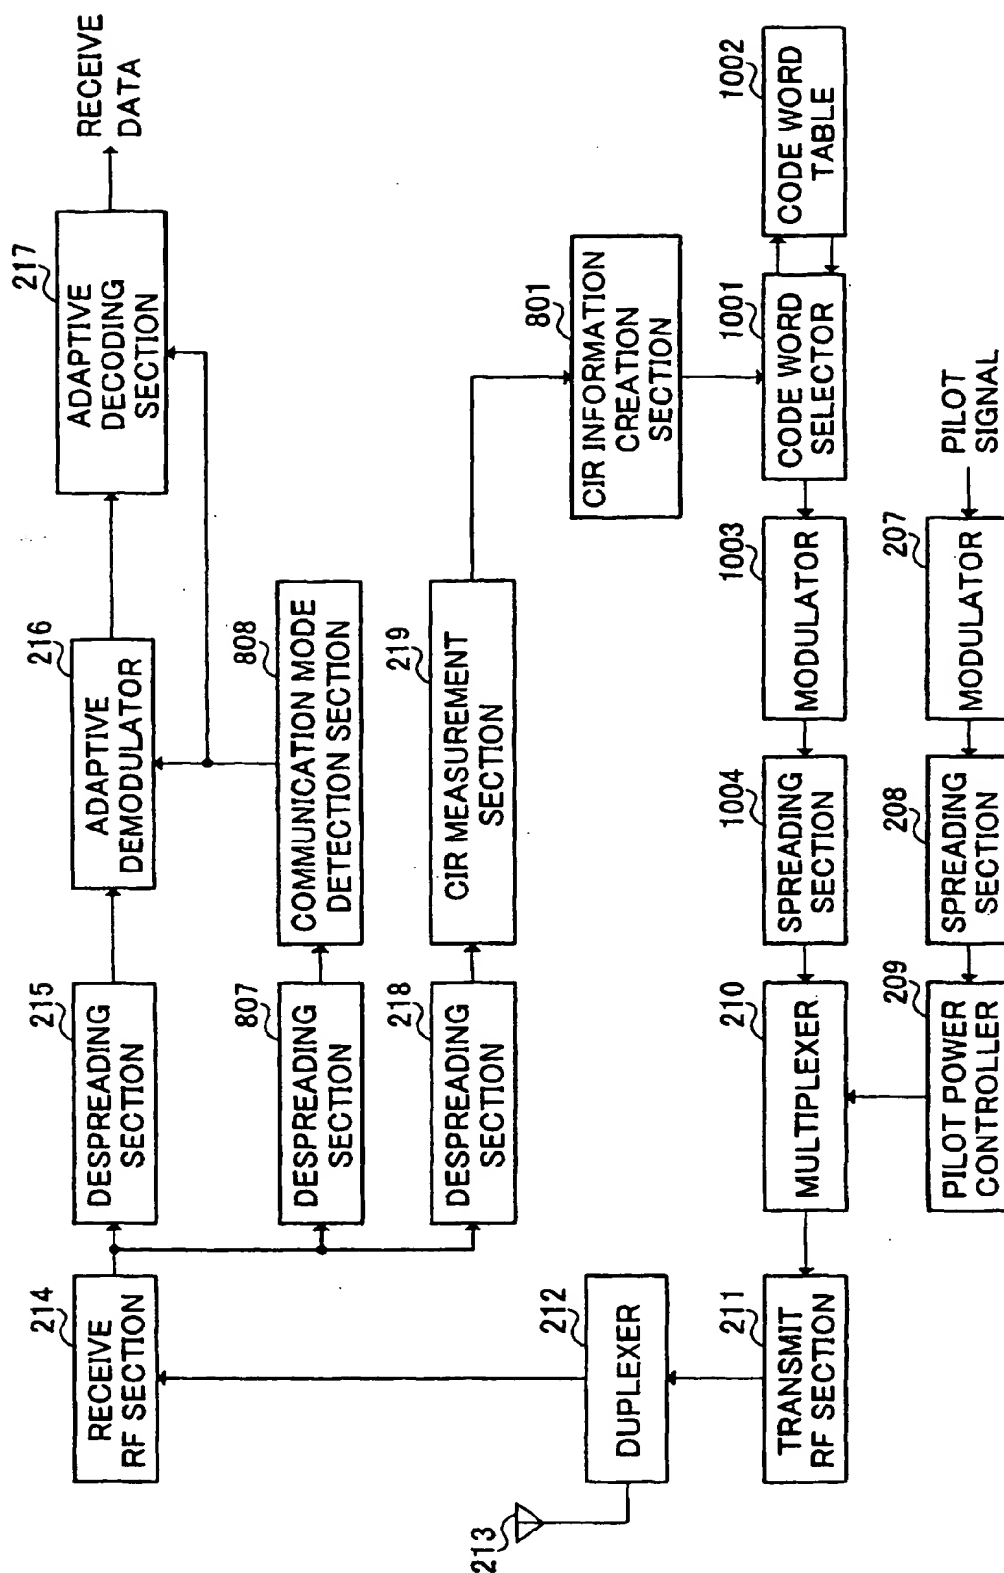 214
RECEIVE
RF SECTION
215
DESPREADING
SECTION
216
ADAPTIVE
DEMODULATOR
217
ADAPTIVE
DECODING
SECTION
RECEIVE
DATA
807
DESPREADING
SECTION
808
COMMUNICATION MODE
DETECTION SECTION
218
DESPREADING
SECTION
219
CIR MEASUREMENT
SECTION
213
212
DUPLEXER
801
CIR INFORMATION
CREATION
SECTION
211
TRANSMIT
RF SECTION
210
MULTIPLEXER
1004
SPREADING
SECTION
1003
MODULATOR
1001
CODE WORD
SELECTOR
1002
CODE WORD
TABLE
209
PILOT POWER
CONTROLLER
208
SPREADING
SECTION
207
MODULATOR
PILOT
SIGNAL